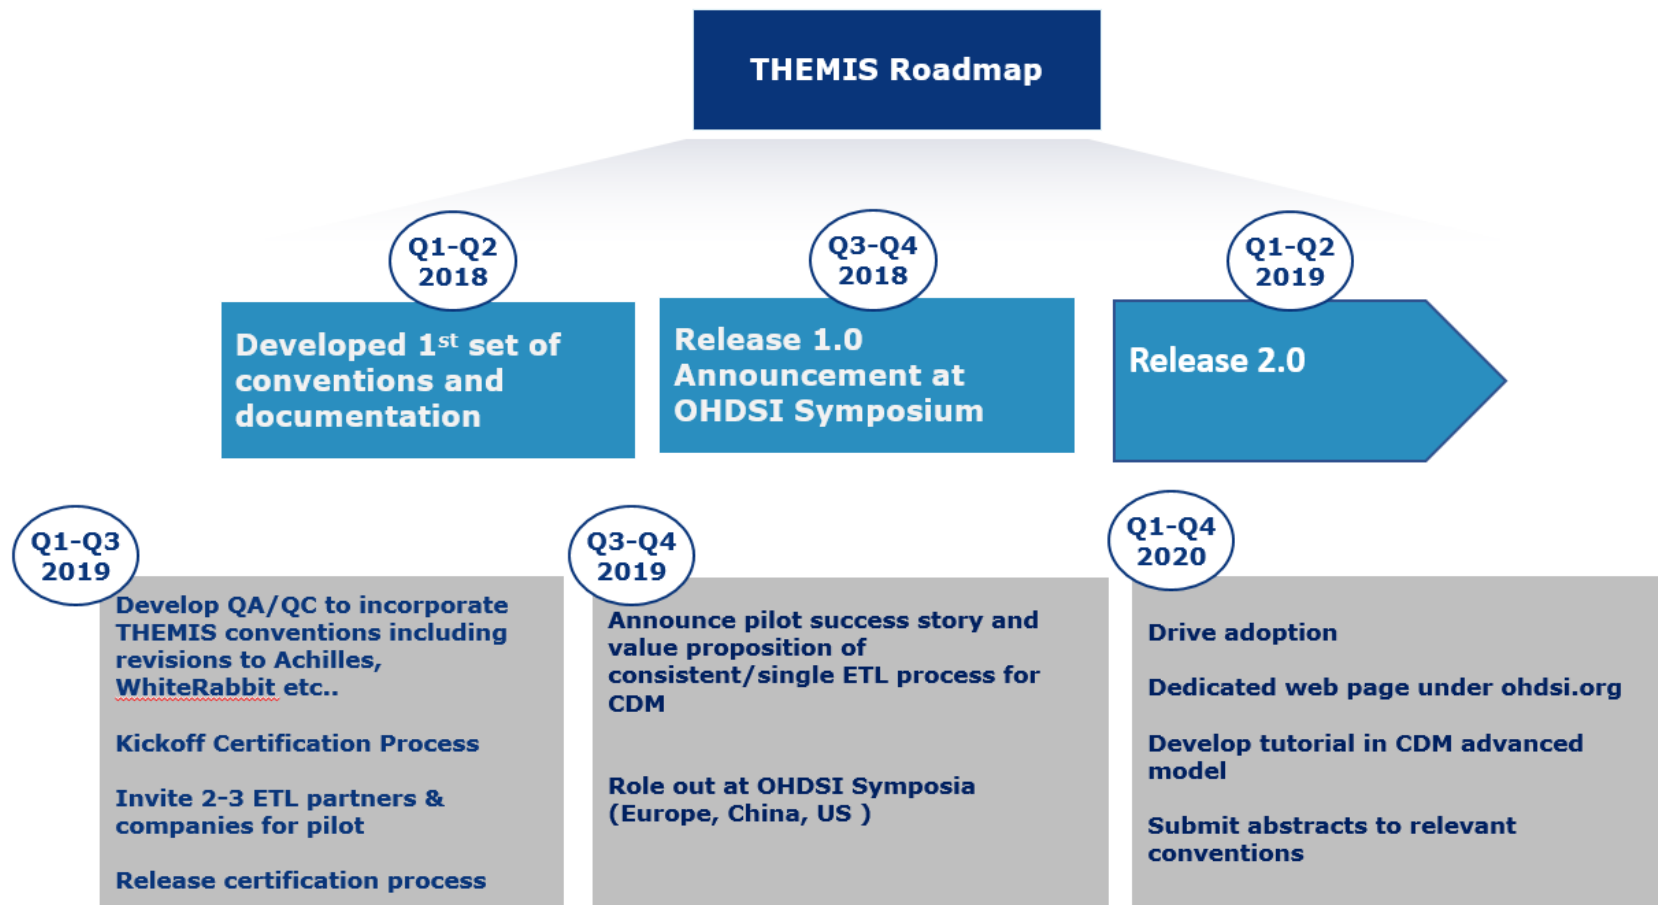 THEMIS Roadmap
Q1-Q2
2018
Developed 1st set of
conventions and
documentation
Q3-Q4
2018
Release 1.0
Announcement at
OHDSI Symposium
Q1-Q2
2019
Release 2.0
Q1-Q3
2019
Develop QA/QC to incorporate
THEMIS conventions including
revisions to Achilles,
WhiteRabbit etc..
Kickoff Certification Process
Invite 2-3 ETL partners &
companies for pilot
Release certification process
Q3-Q4
2019
Announce pilot success story and
value proposition of
consistent/single ETL process for
CDM
Role out at OHDSI Symposia
(Europe, China, US )
Q1-Q4
2020
Drive adoption
Dedicated web page under ohdsi.org
Develop tutorial in CDM advanced
model
Submit abstracts to relevant
conventions